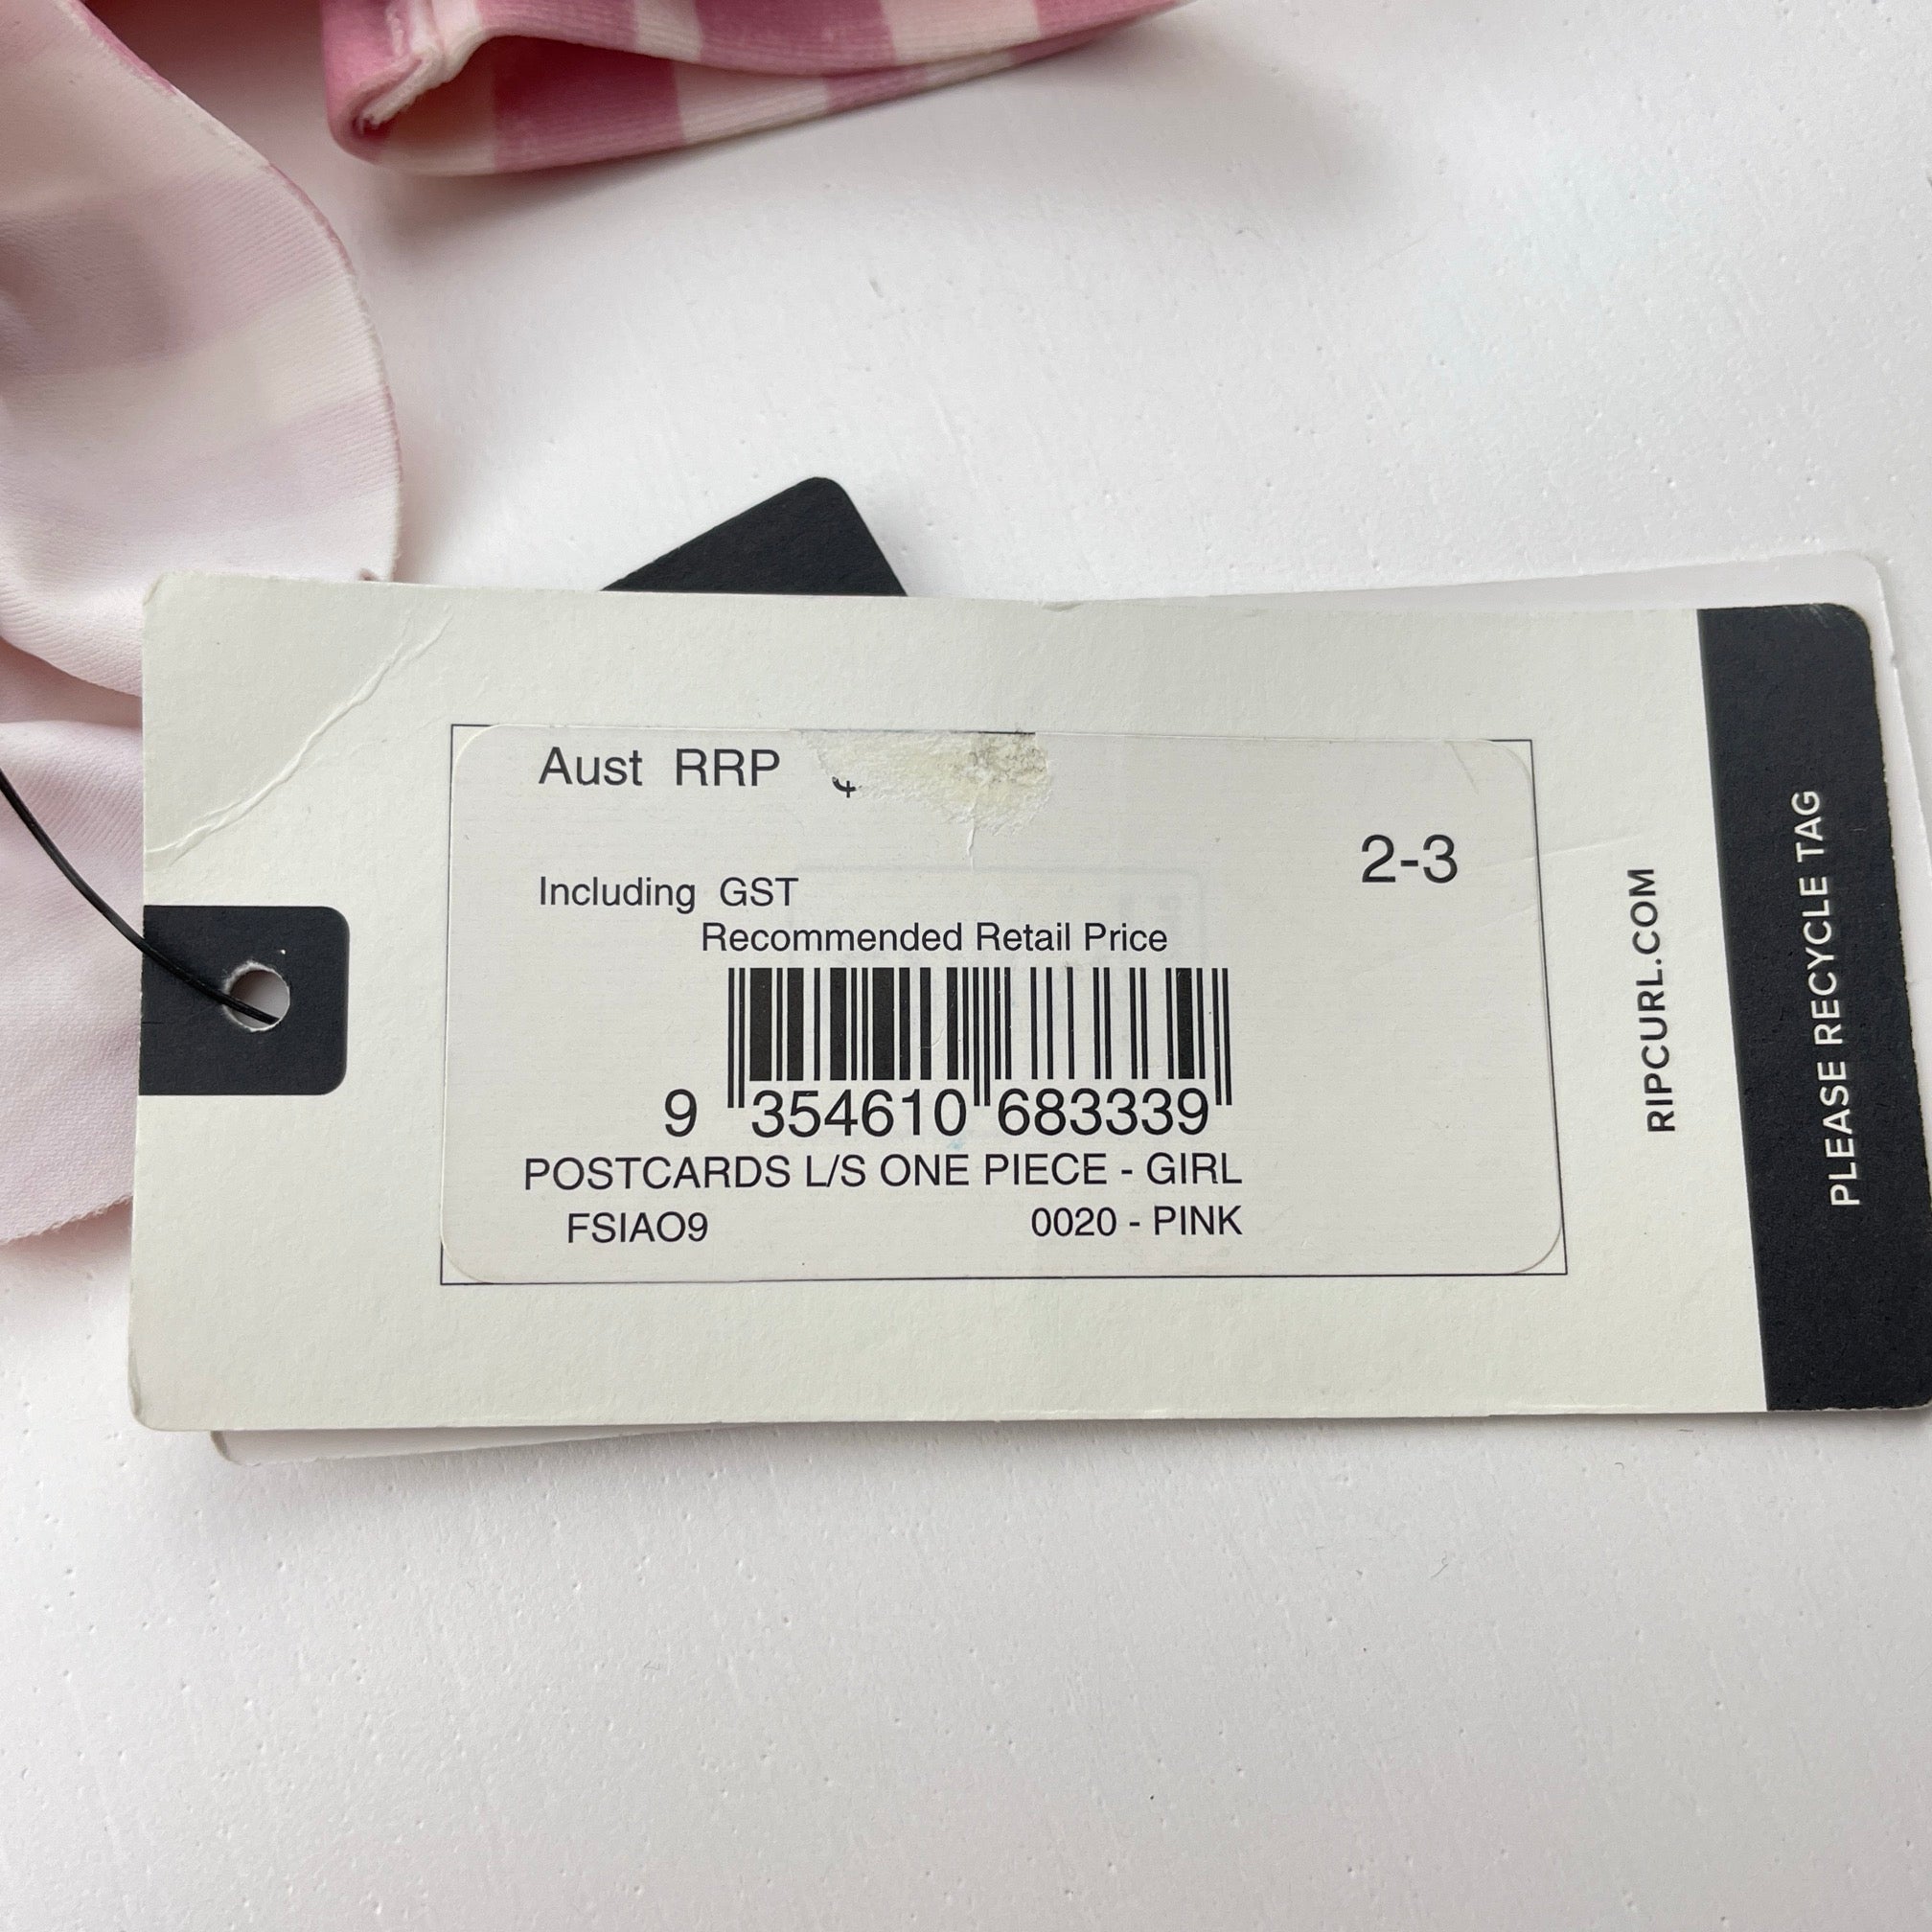 Aust RRP
2-3
Including GST
Recommended Retail Price
9 354610 683339
POSTCARDS L/S ONE PIECE - GIRL
FSIAO9 0020 - PINK
RIPCURL.COM
PLEASE RECYCLE TAG